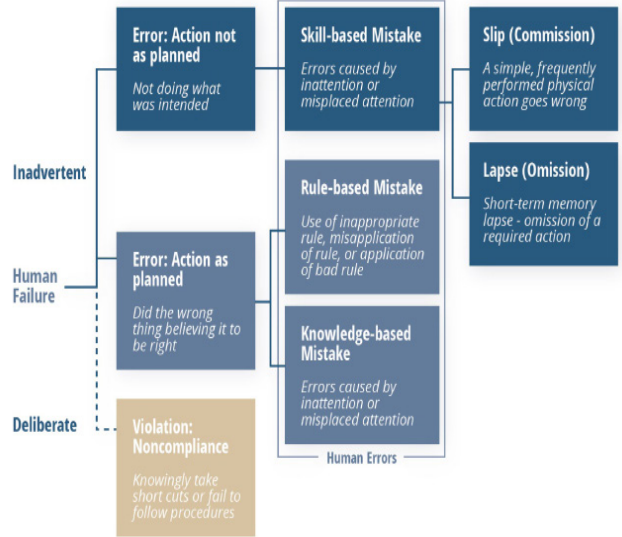 Error: Action not
as planned
Not doing what
was intended
Skill-based Mistake
Errors caused by
inattention or
misplaced attention
Slip (Commission)
A simple, frequently
performed physical
action goes wrong
Inadvertent
Rule-based Mistake
Use of inappropriate
rule, misapplication
of rule, or application
of bad rule
Lapse (Omission)
Short-term memory
lapse - omission of a
required action
Human
Failure
Error: Action as
planned
Did the wrong
thing believing it to
be right
Knowledge-based
Mistake
Errors caused by
inattention or
misplaced attention
Deliberate
Violation:
Noncompliance
Knowingly take
short cuts or fail to
follow procedures
Human Errors